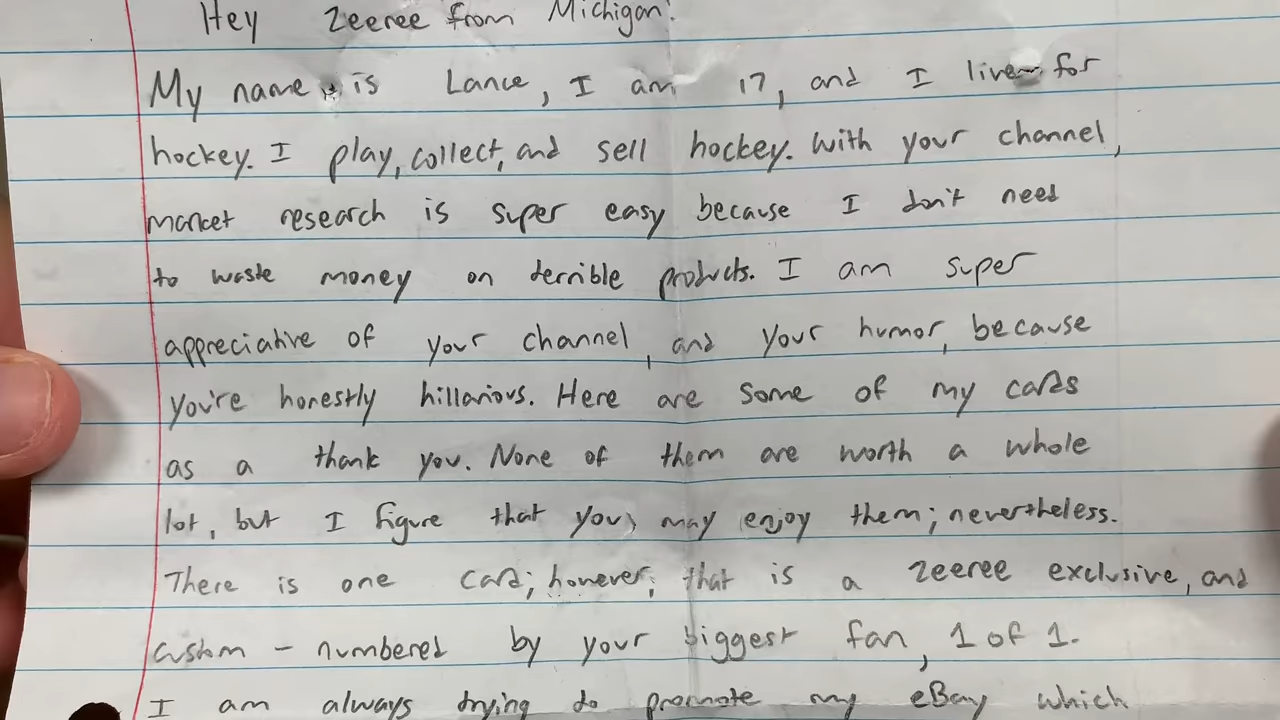 Hey Zeeree from Michigan!
My name is Lance, I am 17, and I live for
hockey. I play, collect, and sell hockey. With your channel,
market research is super easy because I don't need
to waste money on terrible products. I am super
appreciative of your channel, and your humor, because
you're honestly hillarious. Here are some of my cards
as a thank you. None of them are worth a whole
lot, but I figure that you may enjoy them; nevertheless.
There is one card; however; that is a Zeeree exclusive, and
custom - numbered by your biggest fan, 1 of 1.
I am always trying to promote my eBay which